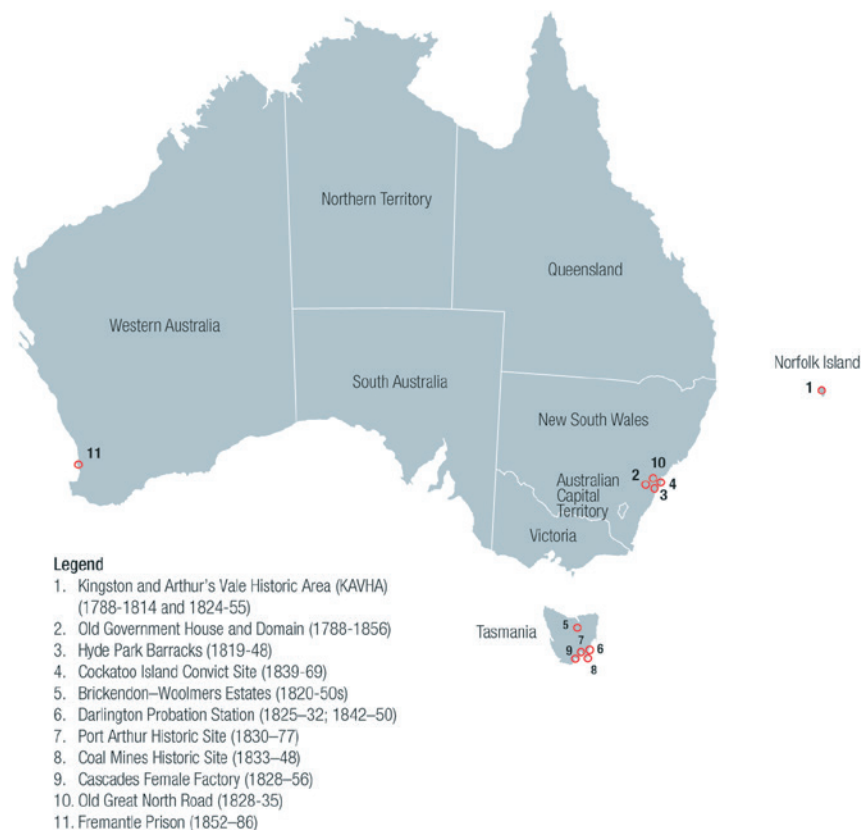 Northern Territory
Queensland
Western Australia
Norfolk Island
South Australia
1
New South Wales
11
10
2
Australian
Capital
Territory
4
3
Victoria
Legend
1. Kingston and Arthur's Vale Historic Area (KAVHA)
(1788-1814 and 1824-55)
2. Old Government House and Domain (1788-1856)
3. Hyde Park Barracks (1819-48)
4. Cockatoo Island Convict Site (1839-69)
5. Brickendon–Woolmers Estates (1820-50s)
6. Darlington Probation Station (1825–32; 1842–50)
7. Port Arthur Historic Site (1830–77)
8. Coal Mines Historic Site (1833–48)
9. Cascades Female Factory (1828–56)
10. Old Great North Road (1828-35)
11. Fremantle Prison (1852–86)
Tasmania
5
7
9
6
8